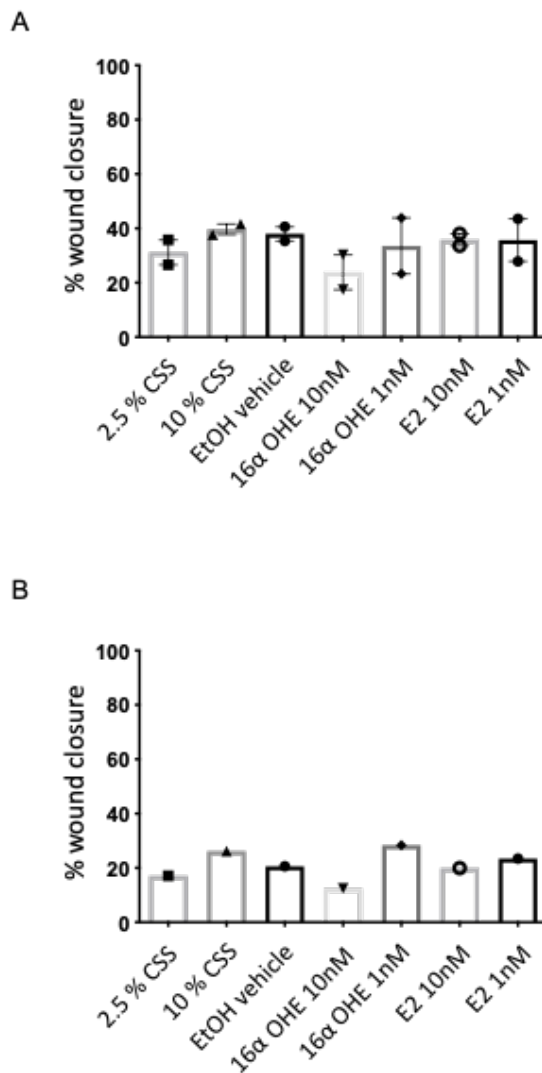 A
% wound closure
100
80
60
40
20
0
2.5 % CSS
10 % CSS
EtOH vehicle
16α OHE 10nM
16α OHE 1nM
E2 10nM
E2 1nM
B
% wound closure
100
80
60
40
20
0
2.5 % CSS
10 % CSS
EtOH vehicle
16α OHE 10nM
16α OHE 1nM
E2 10nM
E2 1nM